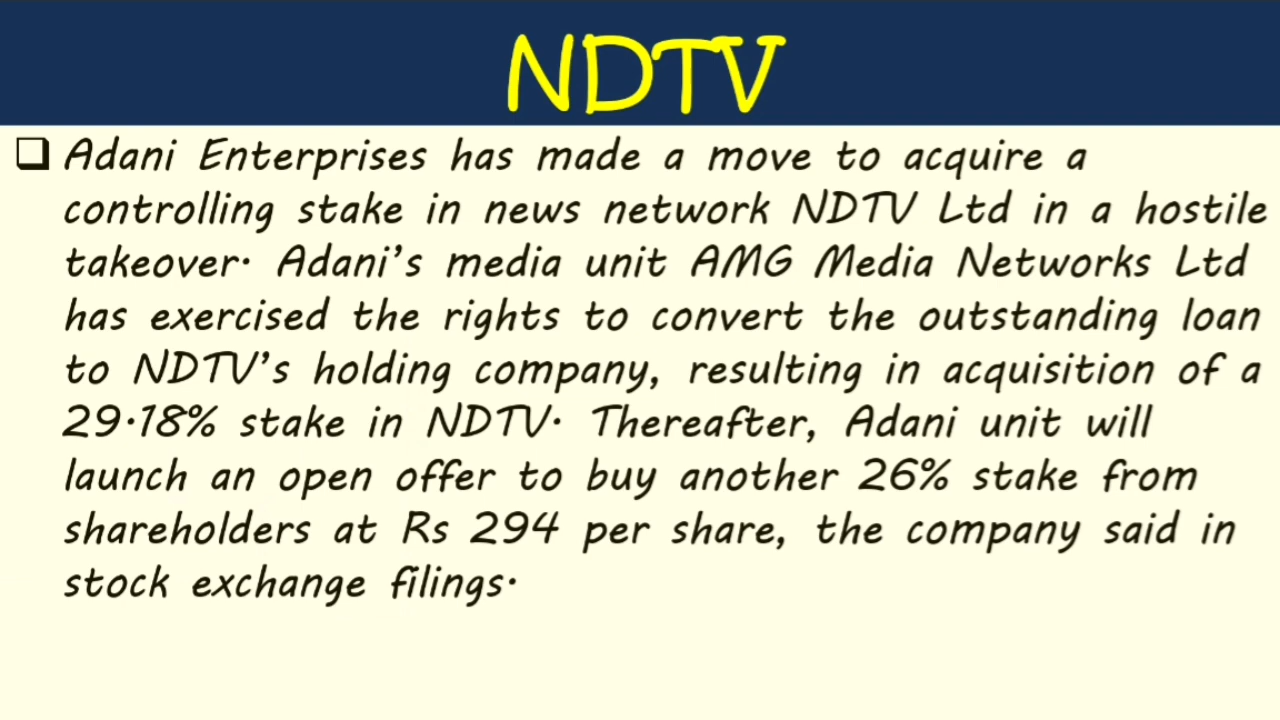 NDTV
❑ Adani Enterprises has made a move to acquire a
controlling stake in news network NDTV Ltd in a hostile
takeover· Adani’s media unit AMG Media Networks Ltd
has exercised the rights to convert the outstanding loan
to NDTV’s holding company, resulting in acquisition of a
29·18% stake in NDTV· Thereafter, Adani unit will
launch an open offer to buy another 26% stake from
shareholders at Rs 294 per share, the company said in
stock exchange filings·